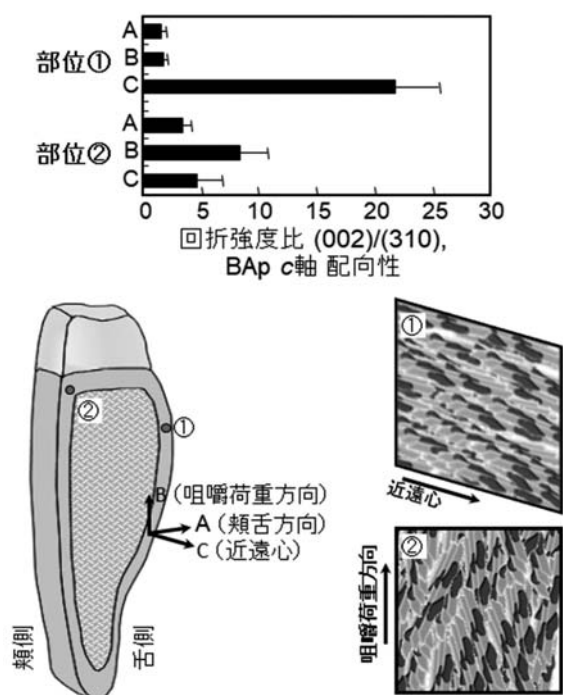 部位①
A
B
C
部位②
A
B
C
0 5 10 15 20 25 30
回折強度比 (002)/(310),
BAp c軸 配向性
②
①
B(咀嚼荷重方向)
A(頬舌方向)
C(近遠心)
頬側
舌側
①
近遠心
②
咀嚼荷重方向